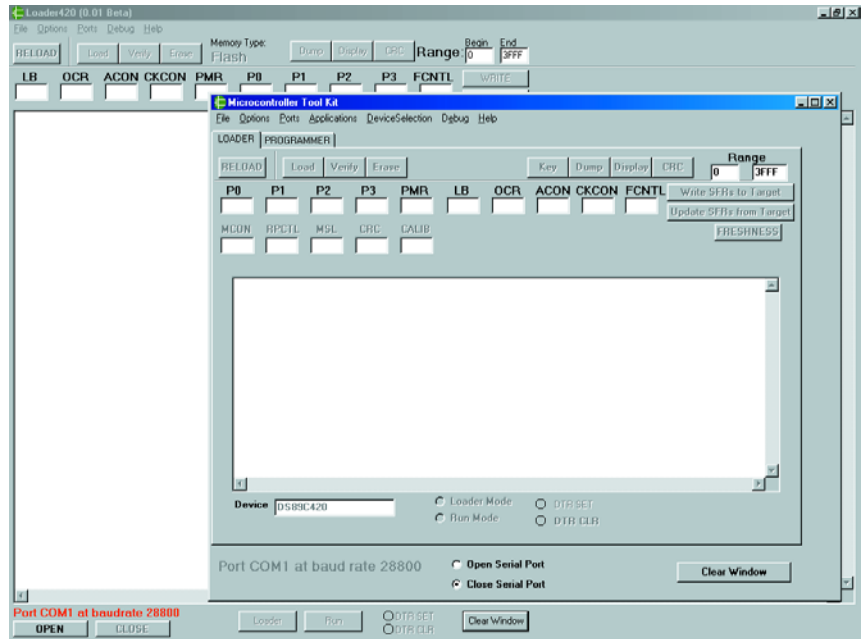 Loader420 (0.01 Beta)
File Options Ports Debug Help
RELOAD Load Verify Erase Memory Type: Flash Dump Display CRC Range: Begin 0 End 3FFF
LB OCR ACON CKCON PMR P0 P1 P2 P3 FCNTL WRITE
Microcontroller Tool Kit
File Options Ports Applications DeviceSelection Debug Help
LOADER PROGRAMMER
RELOAD Load Verify Erase Key Dump Display CRC Range 0 3FFF
P0 P1 P2 P3 PMR LB OCR ACON CKCON FCNTL Write SFRs to Target
Update SFRs from Target
MCON RPCTL MSL CRC CALIB FRESHNESS
Device DS89C420 Loader Mode DTR SET
Run Mode DTR CLR
Port COM1 at baud rate 28800 Open Serial Port Clear Window
Close Serial Port
Port COM1 at baudrate 28800
OPEN CLOSE Loader Run DTR SET Clear Window
DTR CLR